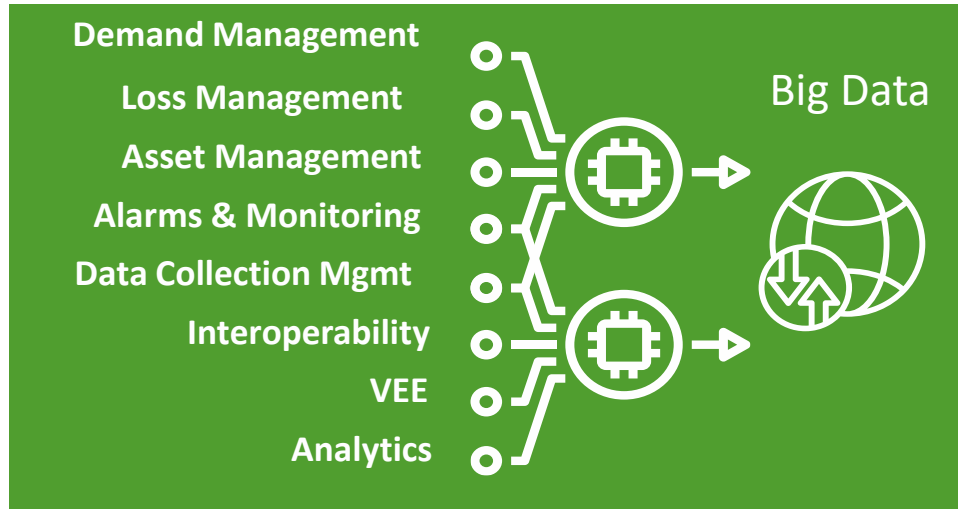 Demand Management
Loss Management
Big Data
Asset Management
Alarms & Monitoring
Data Collection Mgmt
Interoperability
VEE
Analytics